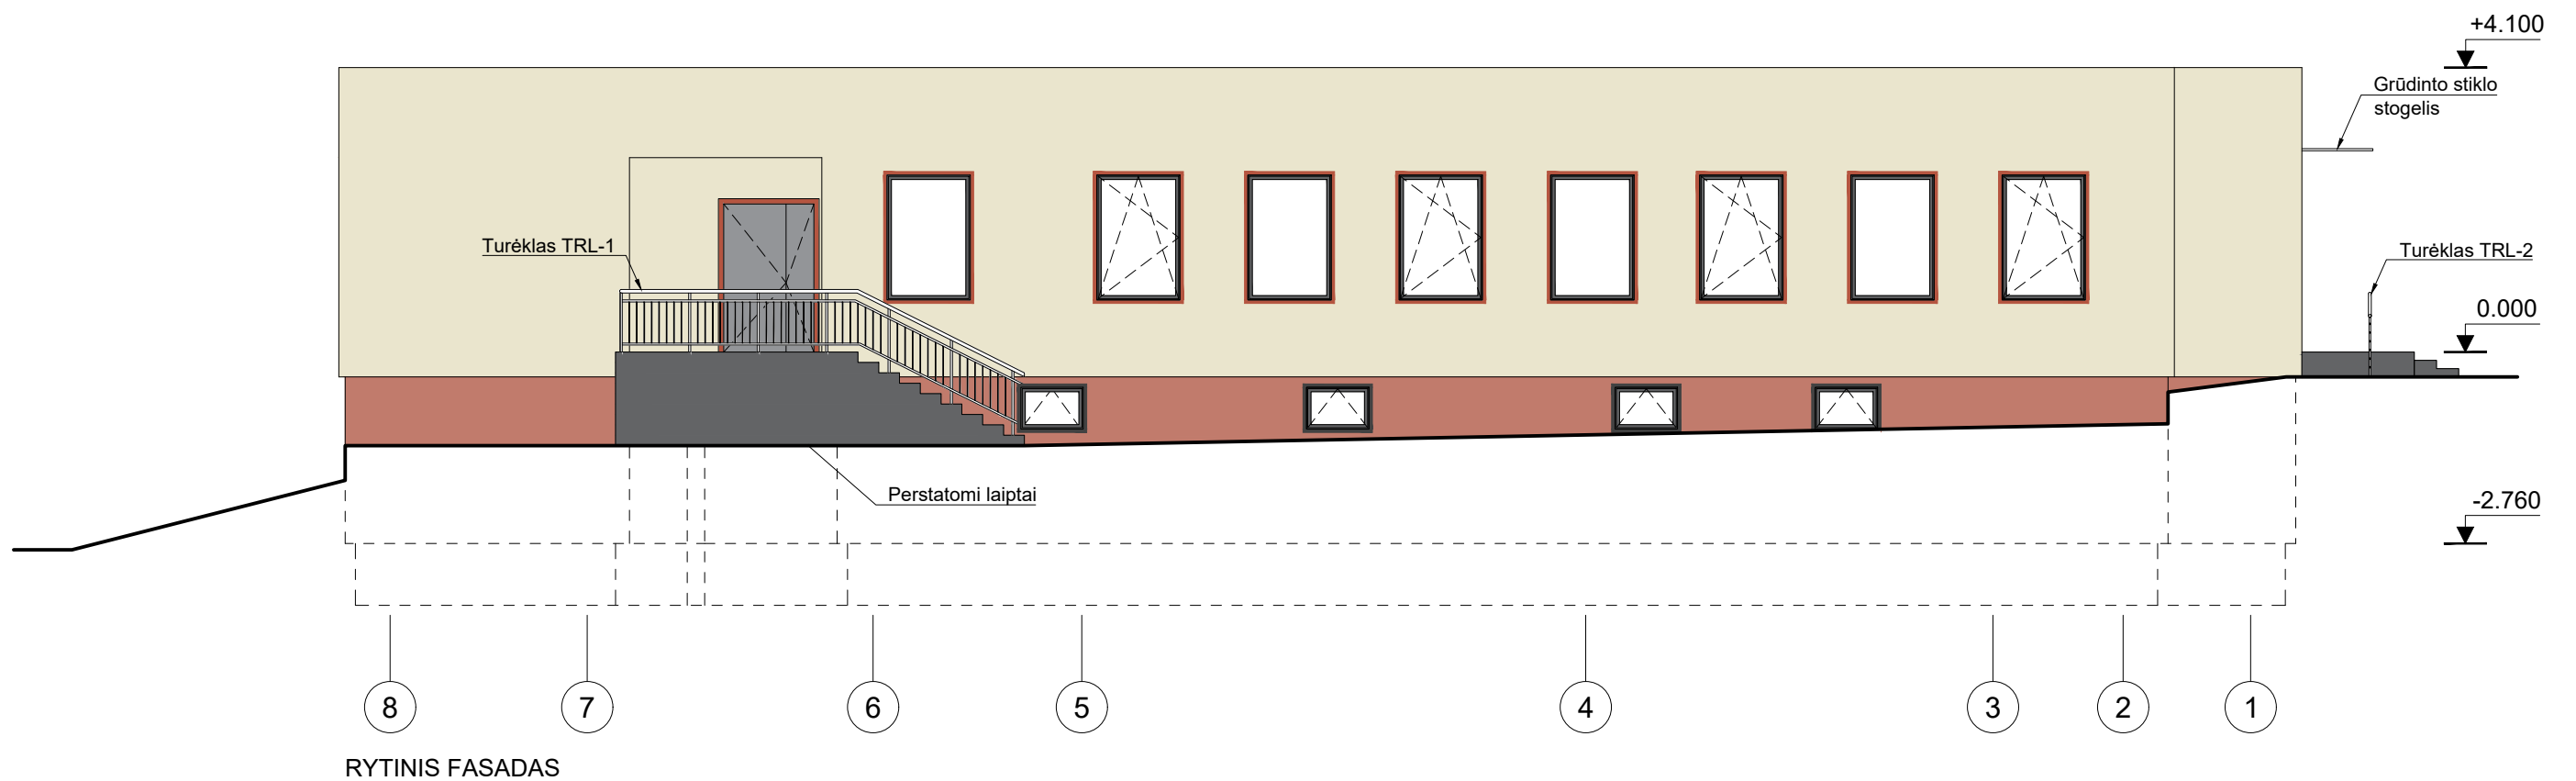 +4.100
Grūdinto stiklo
stogelis
Turėklas TRL-1
Turėklas TRL-2
0.000
Perstatomi laiptai
-2.760
8 7 6 5 4 3 2 1
RYTINIS FASADAS